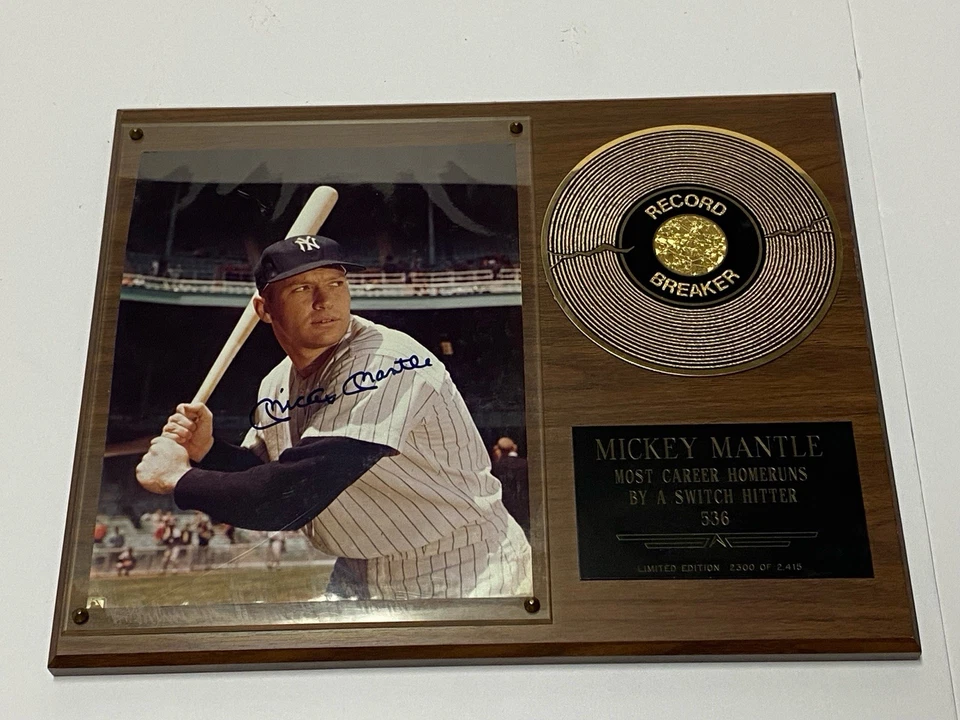 NY
Mickey Mantle
RECORD
BREAKER
MICKEY MANTLE
MOST CAREER HOMERUNS
BY A SWITCH HITTER
536
LIMITED EDITION 2300 OF 2,415